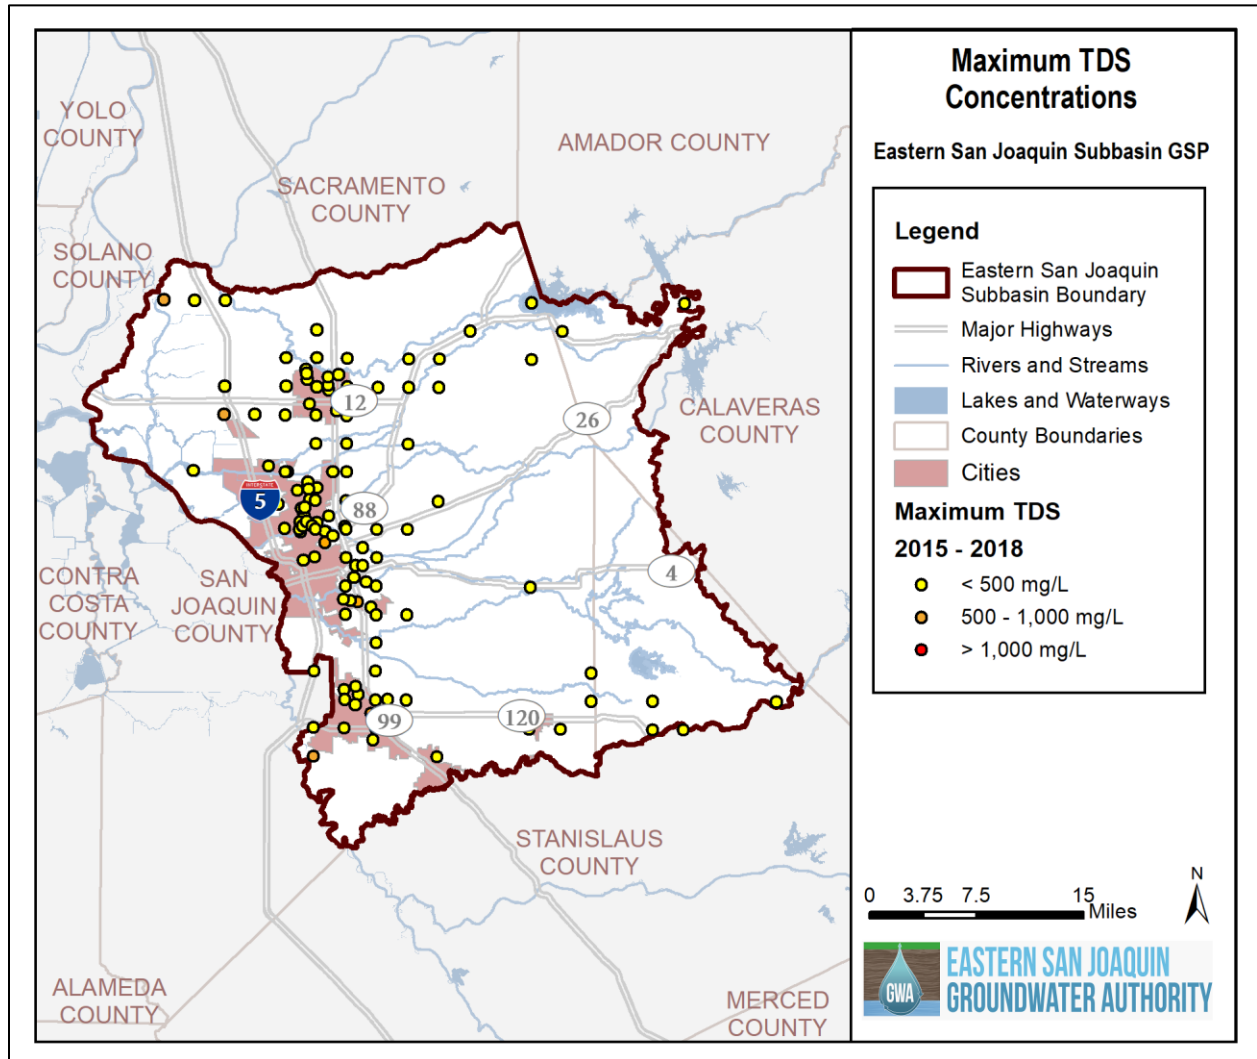 YOLO
COUNTY
AMADOR COUNTY
SACRAMENTO
COUNTY
SOLANO
COUNTY
12
26
CALAVERAS
COUNTY
INTERSTATE
5
88
CONTRA
COSTA
COUNTY
SAN
JOAQUIN
COUNTY
4
99
120
STANISLAUS
COUNTY
ALAMEDA
COUNTY
MERCED
COUNTY
Maximum TDS
Concentrations
Eastern San Joaquin Subbasin GSP
Legend
Eastern San Joaquin
Subbasin Boundary
Major Highways
Rivers and Streams
Lakes and Waterways
County Boundaries
Cities
Maximum TDS
2015 - 2018
< 500 mg/L
500 - 1,000 mg/L
> 1,000 mg/L
N
0 3.75 7.5 15
Miles
GWA
EASTERN SAN JOAQUIN
GROUNDWATER AUTHORITY